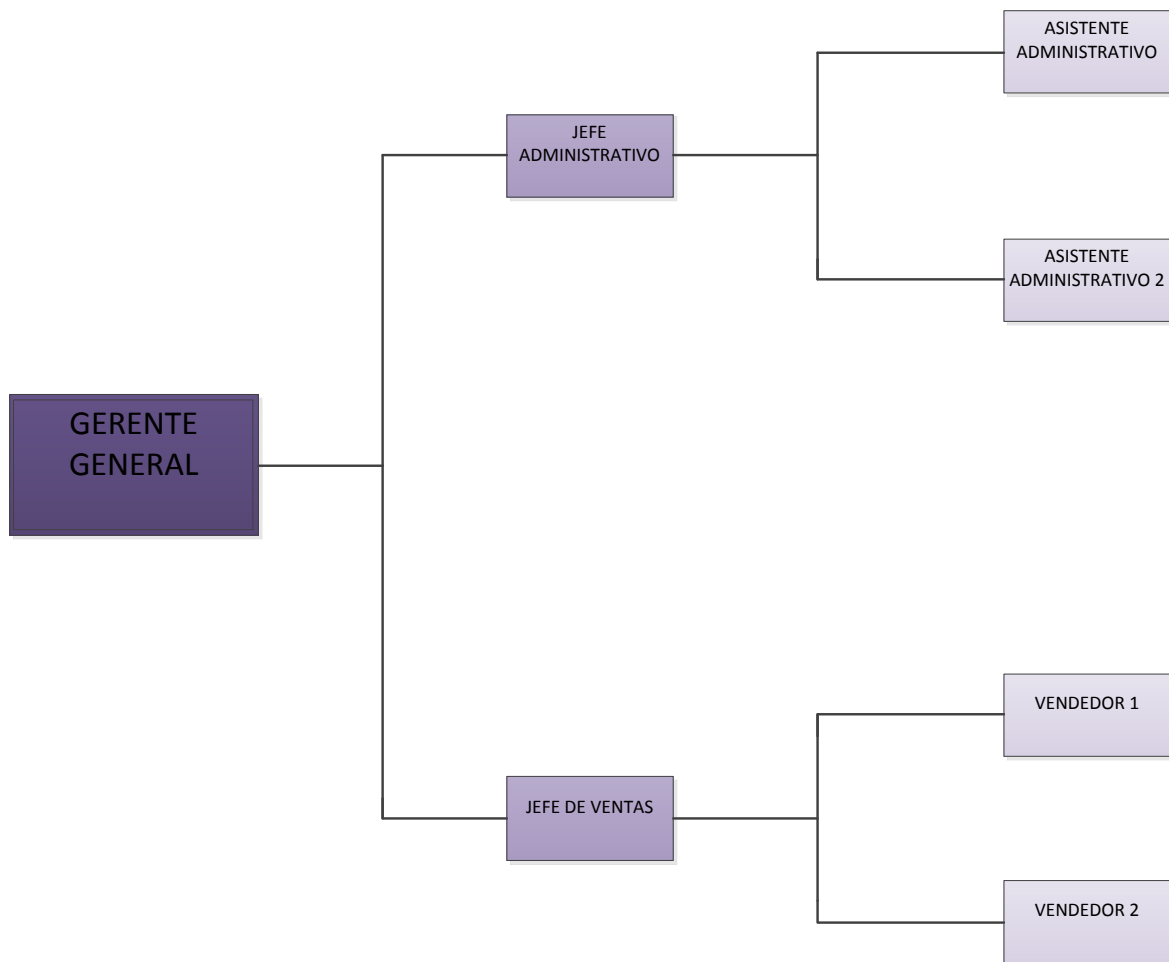 ASISTENTE
ADMINISTRATIVO
JEFE
ADMINISTRATIVO
ASISTENTE
ADMINISTRATIVO 2
GERENTE
GENERAL
VENDEDOR 1
JEFE DE VENTAS
VENDEDOR 2